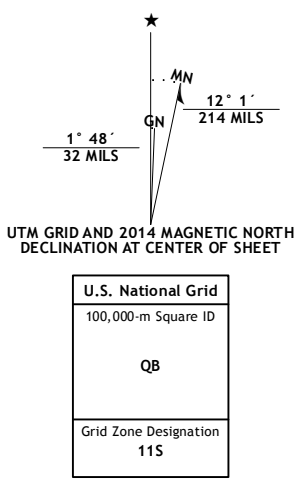 MN
GN
12° 1´
214 MILS
1° 48´
32 MILS
UTM GRID AND 2014 MAGNETIC NORTH
DECLINATION AT CENTER OF SHEET
U.S. National Grid
100,000-m Square ID
QB
Grid Zone Designation
11S